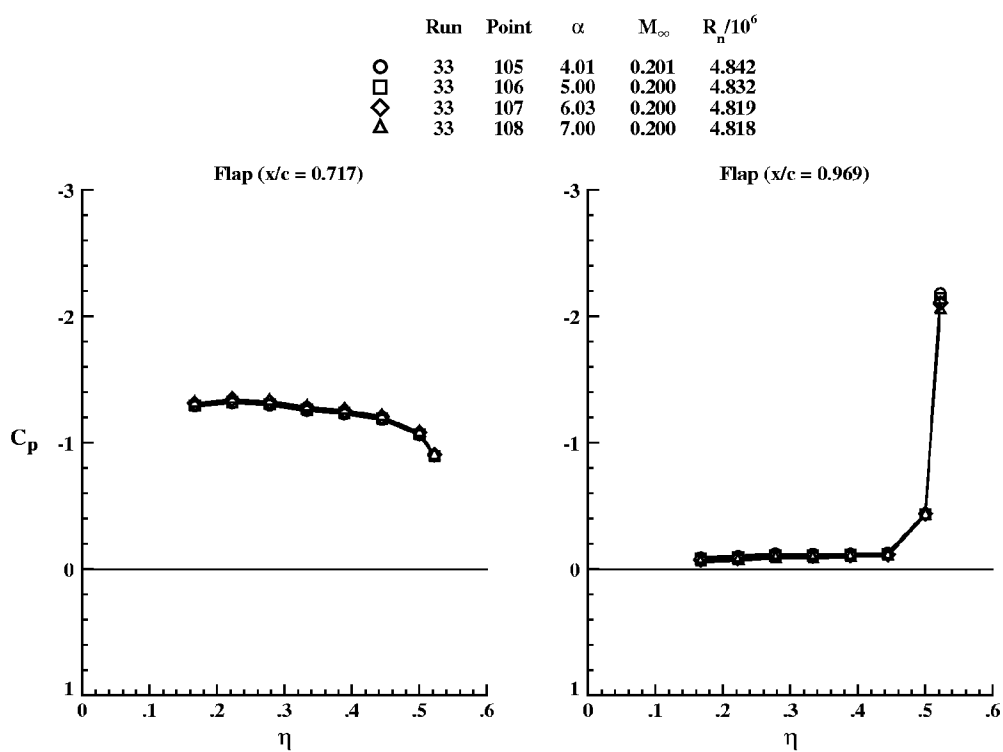 Run Point α M∞ Rn/10^6
33 105 4.01 0.201 4.842
33 106 5.00 0.200 4.832
33 107 6.03 0.200 4.819
33 108 7.00 0.200 4.818
Flap (x/c = 0.717)
-3
-2
-1
0
1
Cp
0 .1 .2 .3 .4 .5 .6
η
Flap (x/c = 0.969)
-3
-2
-1
0
1
0 .1 .2 .3 .4 .5 .6
η